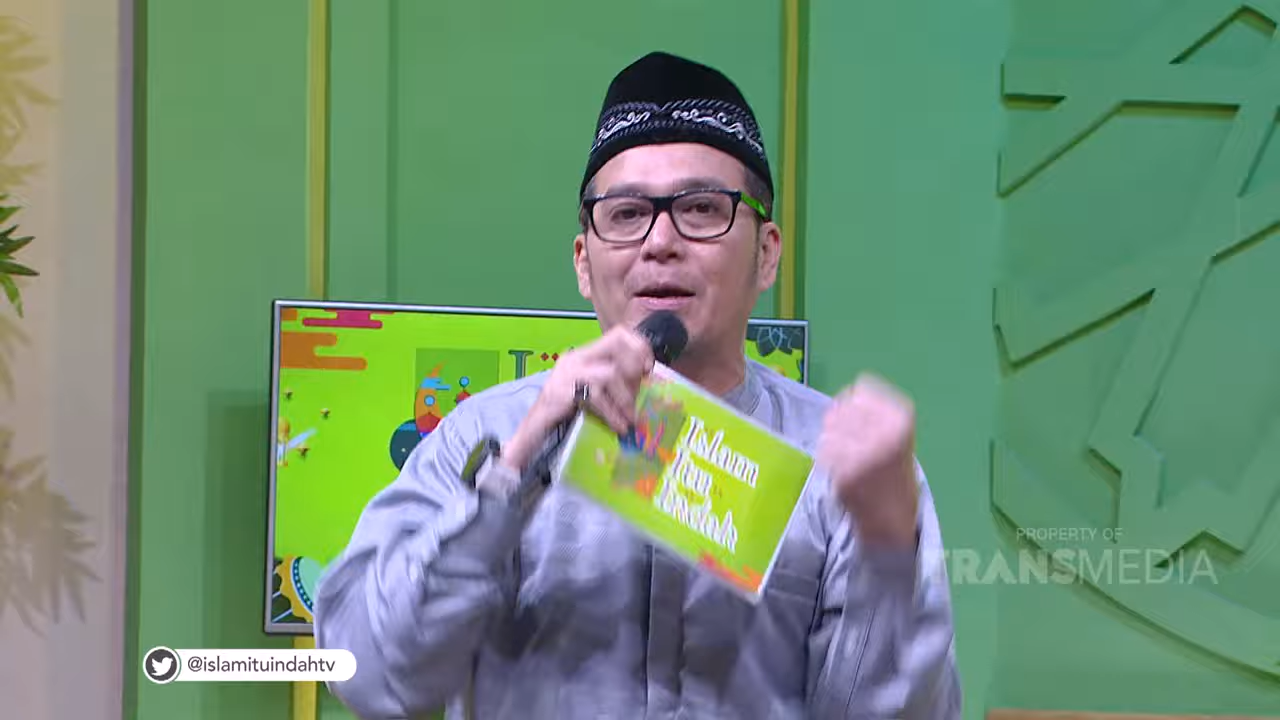 I
Islam
Itu
Indah
PROPERTY OF
TRANSMEDIA
@islamituindahtv